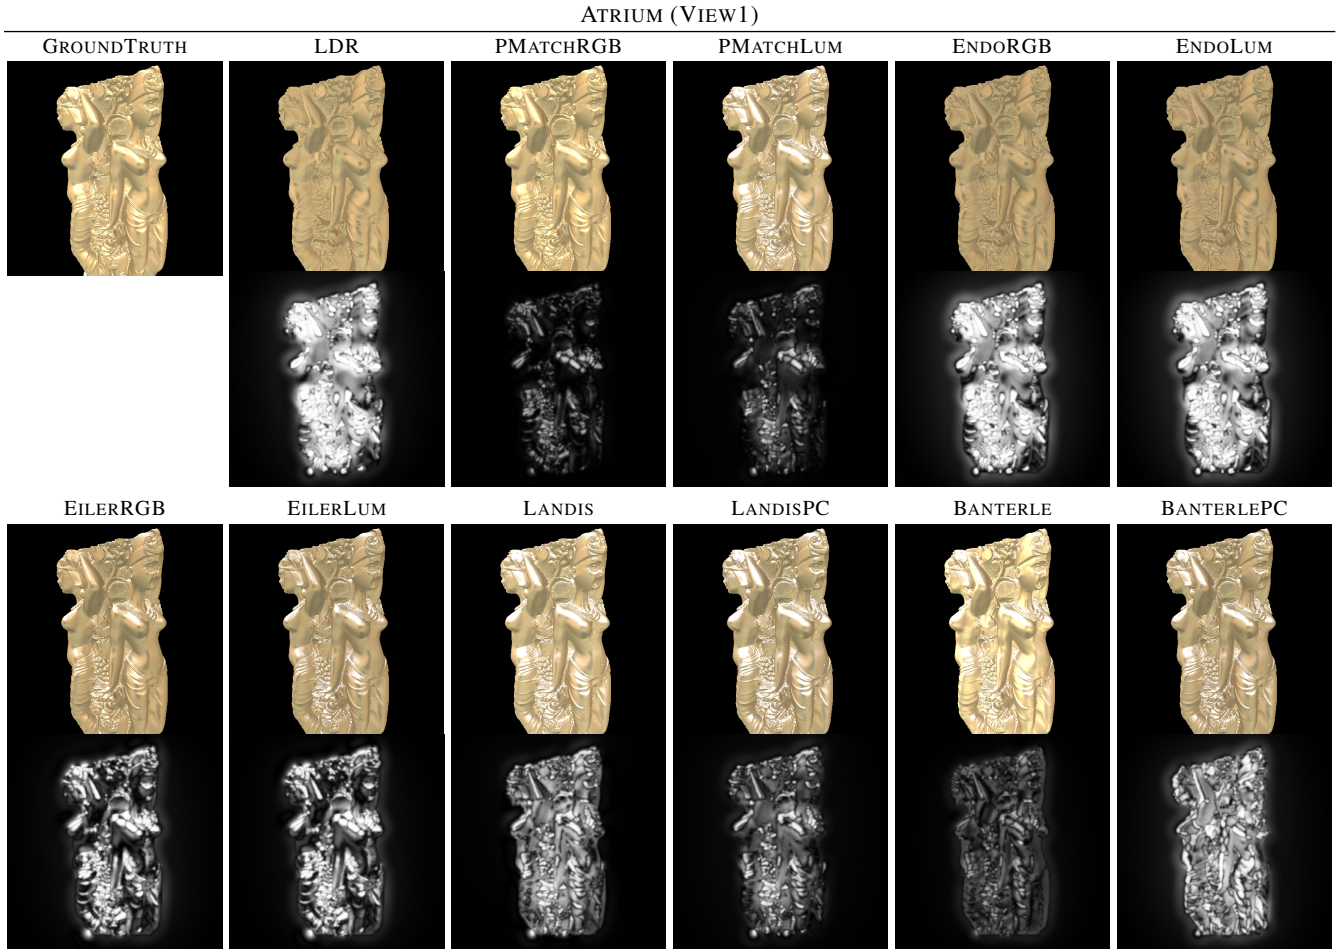 ATRIUM (VIEW1)
GROUNDTRUTH LDR PMATCHRGB PMATCHLUM ENDORGB ENDOLUM
EILERRGB EILERLUM LANDIS LANDISPC BANTERLE BANTERLEPC